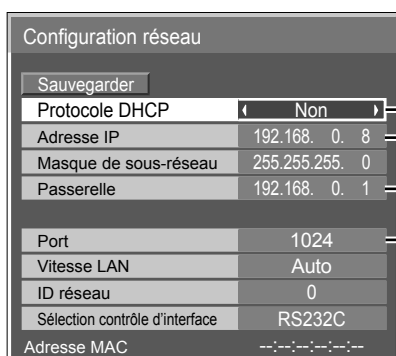 Configuration réseau
Sauvegarder
Protocole DHCP Non
Adresse IP 192.168. 0. 8
Masque de sous-réseau 255.255.255. 0
Passerelle 192.168. 0. 1
Port 1024
Vitesse LAN Auto
ID réseau 0
Sélection contrôle d'interface RS232C
Adresse MAC --:--:--:--:--:--